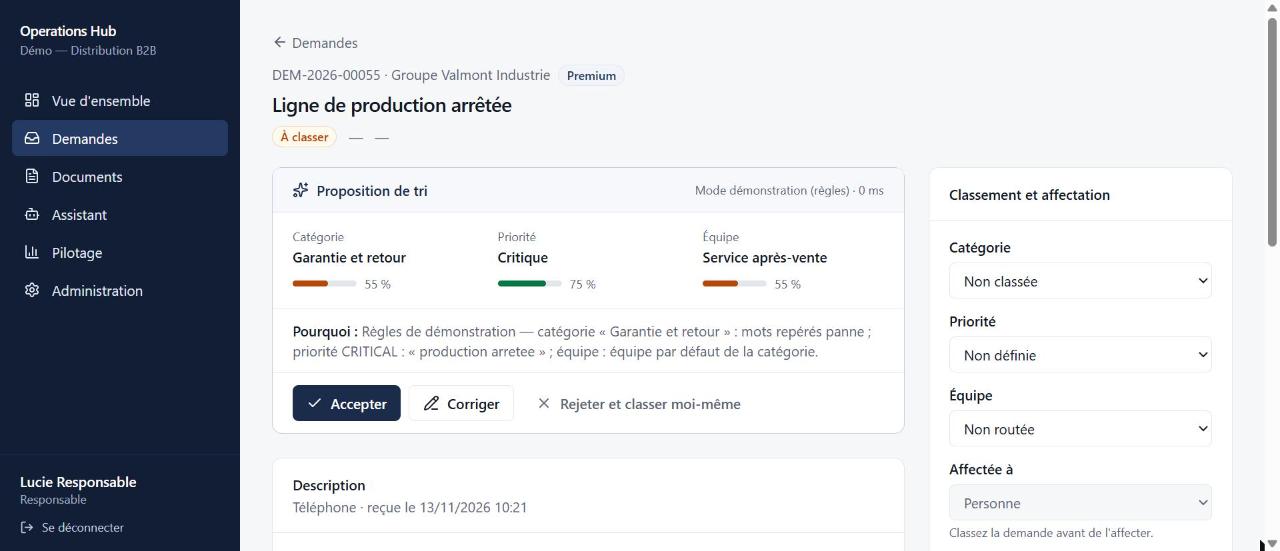 Operations Hub
Démo — Distribution B2B
Vue d'ensemble
Demandes
Documents
Assistant
Pilotage
Administration
Lucie Responsable
Responsable
Se déconnecter
← Demandes
DEM-2026-00055 · Groupe Valmont Industrie Premium
Ligne de production arrêtée
À classer — —
Proposition de tri
Mode démonstration (règles) · 0 ms
Catégorie
Garantie et retour
55 %
Priorité
Critique
75 %
Équipe
Service après-vente
55 %
Pourquoi : Règles de démonstration — catégorie « Garantie et retour » : mots repérés panne ;
priorité CRITICAL : « production arretee » ; équipe : équipe par défaut de la catégorie.
Accepter
Corriger
Rejeter et classer moi-même
Description
Téléphone · reçue le 13/11/2026 10:21
Classement et affectation
Catégorie
Non classée
Priorité
Non définie
Équipe
Non routée
Affectée à
Personne
Classez la demande avant de l'affecter.